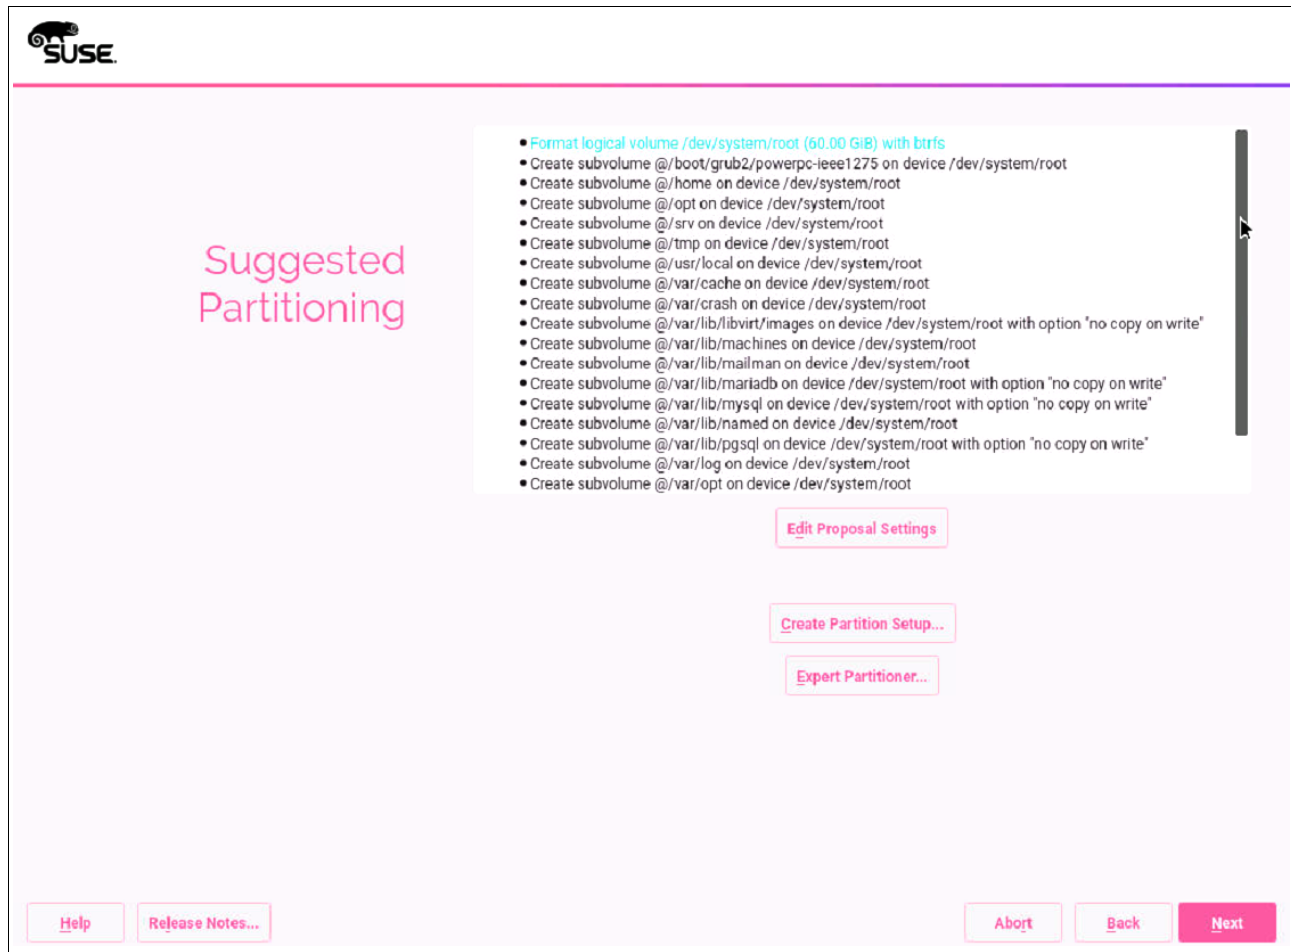 SUSE.
Suggested
Partitioning
Format logical volume /dev/system/root (60.00 GiB) with btrfs
Create subvolume @/boot/grub2/powerpc-ieee1275 on device /dev/system/root
Create subvolume @/home on device /dev/system/root
Create subvolume @/opt on device /dev/system/root
Create subvolume @/srv on device /dev/system/root
Create subvolume @/tmp on device /dev/system/root
Create subvolume @/usr/local on device /dev/system/root
Create subvolume @/var/cache on device /dev/system/root
Create subvolume @/var/crash on device /dev/system/root
Create subvolume @/var/lib/libvirt/images on device /dev/system/root with option "no copy on write"
Create subvolume @/var/lib/machines on device /dev/system/root
Create subvolume @/var/lib/mailman on device /dev/system/root
Create subvolume @/var/lib/mariadb on device /dev/system/root with option "no copy on write"
Create subvolume @/var/lib/mysql on device /dev/system/root with option "no copy on write"
Create subvolume @/var/lib/named on device /dev/system/root
Create subvolume @/var/lib/pgsql on device /dev/system/root with option "no copy on write"
Create subvolume @/var/log on device /dev/system/root
Create subvolume @/var/opt on device /dev/system/root
Edit Proposal Settings
Create Partition Setup...
Expert Partitioner...
Help Release Notes... Abort Back Next